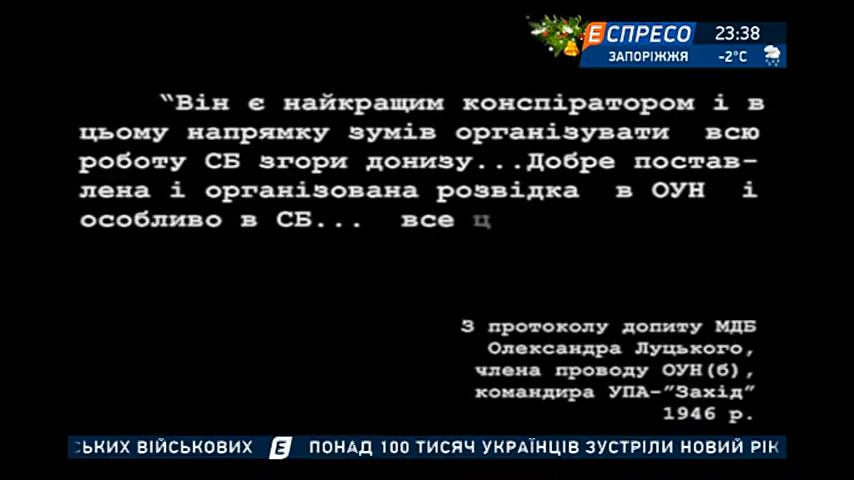 ЕСПРЕСО 23:38
ЗАПОРІЖЖЯ -2°C
“Він є найкращим конспіратором і в
цьому напрямку зумів організувати всю
роботу СБ згори донизу...Добре постав-
лена і організована розвідка в ОУН і
особливо в СБ... все ц
З протоколу допиту МДБ
Олександра Луцького,
члена проводу ОУН(б),
командира УПА-”Захід”
1946 р.
СЬКИХ ВІЙСЬКОВИХ Е ПОНАД 100 ТИСЯЧ УКРАЇНЦІВ ЗУСТРІЛИ НОВИЙ РІК